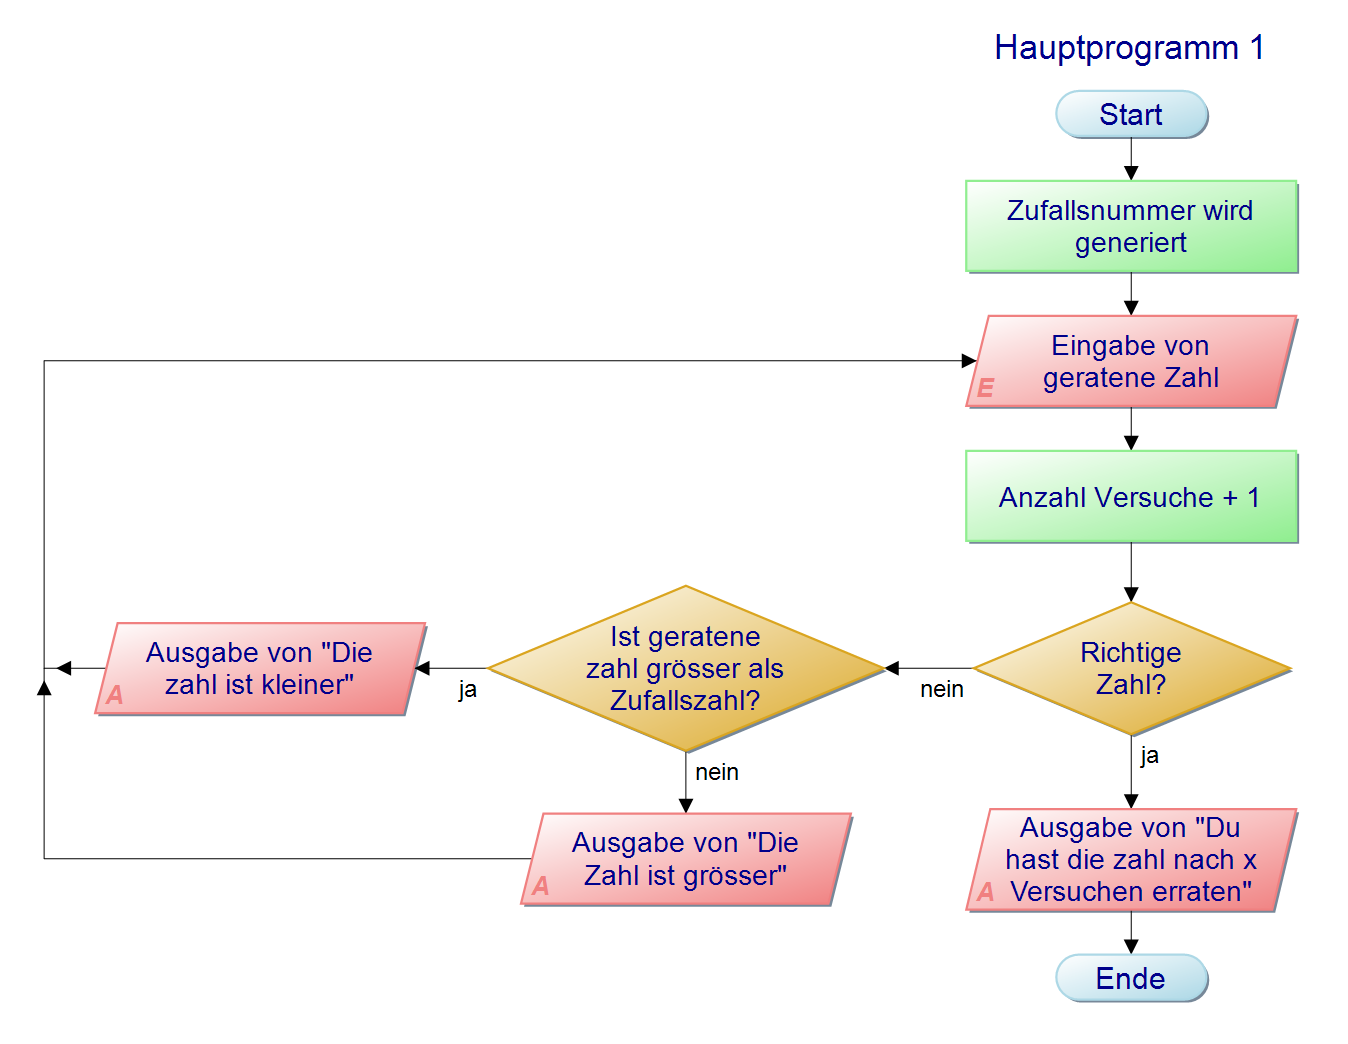 Hauptprogramm 1
Start
Zufallsnummer wird
generiert
Eingabe von
geratene Zahl
E
Anzahl Versuche + 1
Richtige
Zahl?
nein
ja
Ist geratene
zahl grösser als
Zufallszahl?
ja
nein
Ausgabe von "Die
zahl ist kleiner"
A
Ausgabe von "Die
Zahl ist grösser"
A
Ausgabe von "Du
hast die zahl nach x
Versuchen erraten"
A
Ende